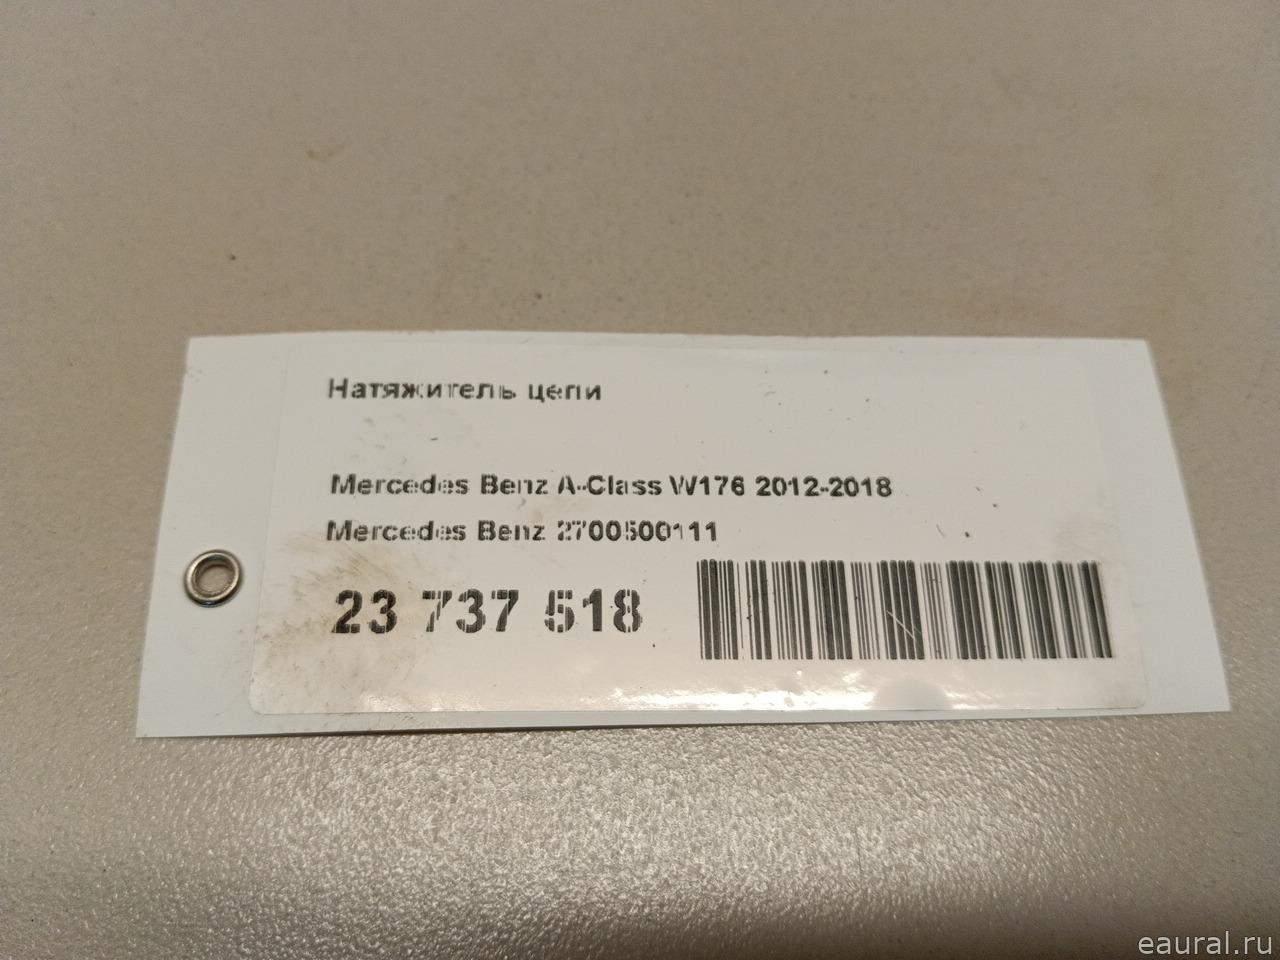 Натяжитель цепи
Mercedes Benz A-Class W176 2012-2018
Mercedes Benz 2700500111
23 737 518
eaural.ru